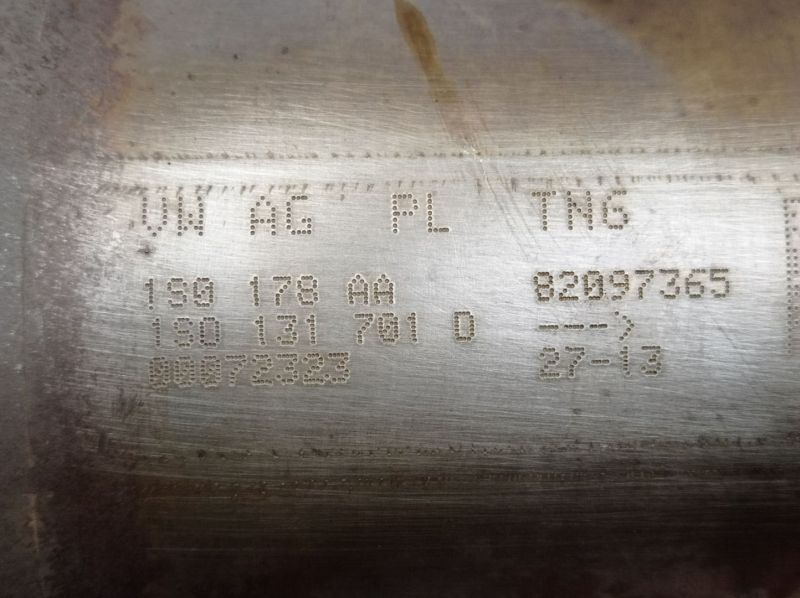 VW AG PL TNG
1S0 178 AA 82097365
1S0 131 701 D --->
00072323 27-13